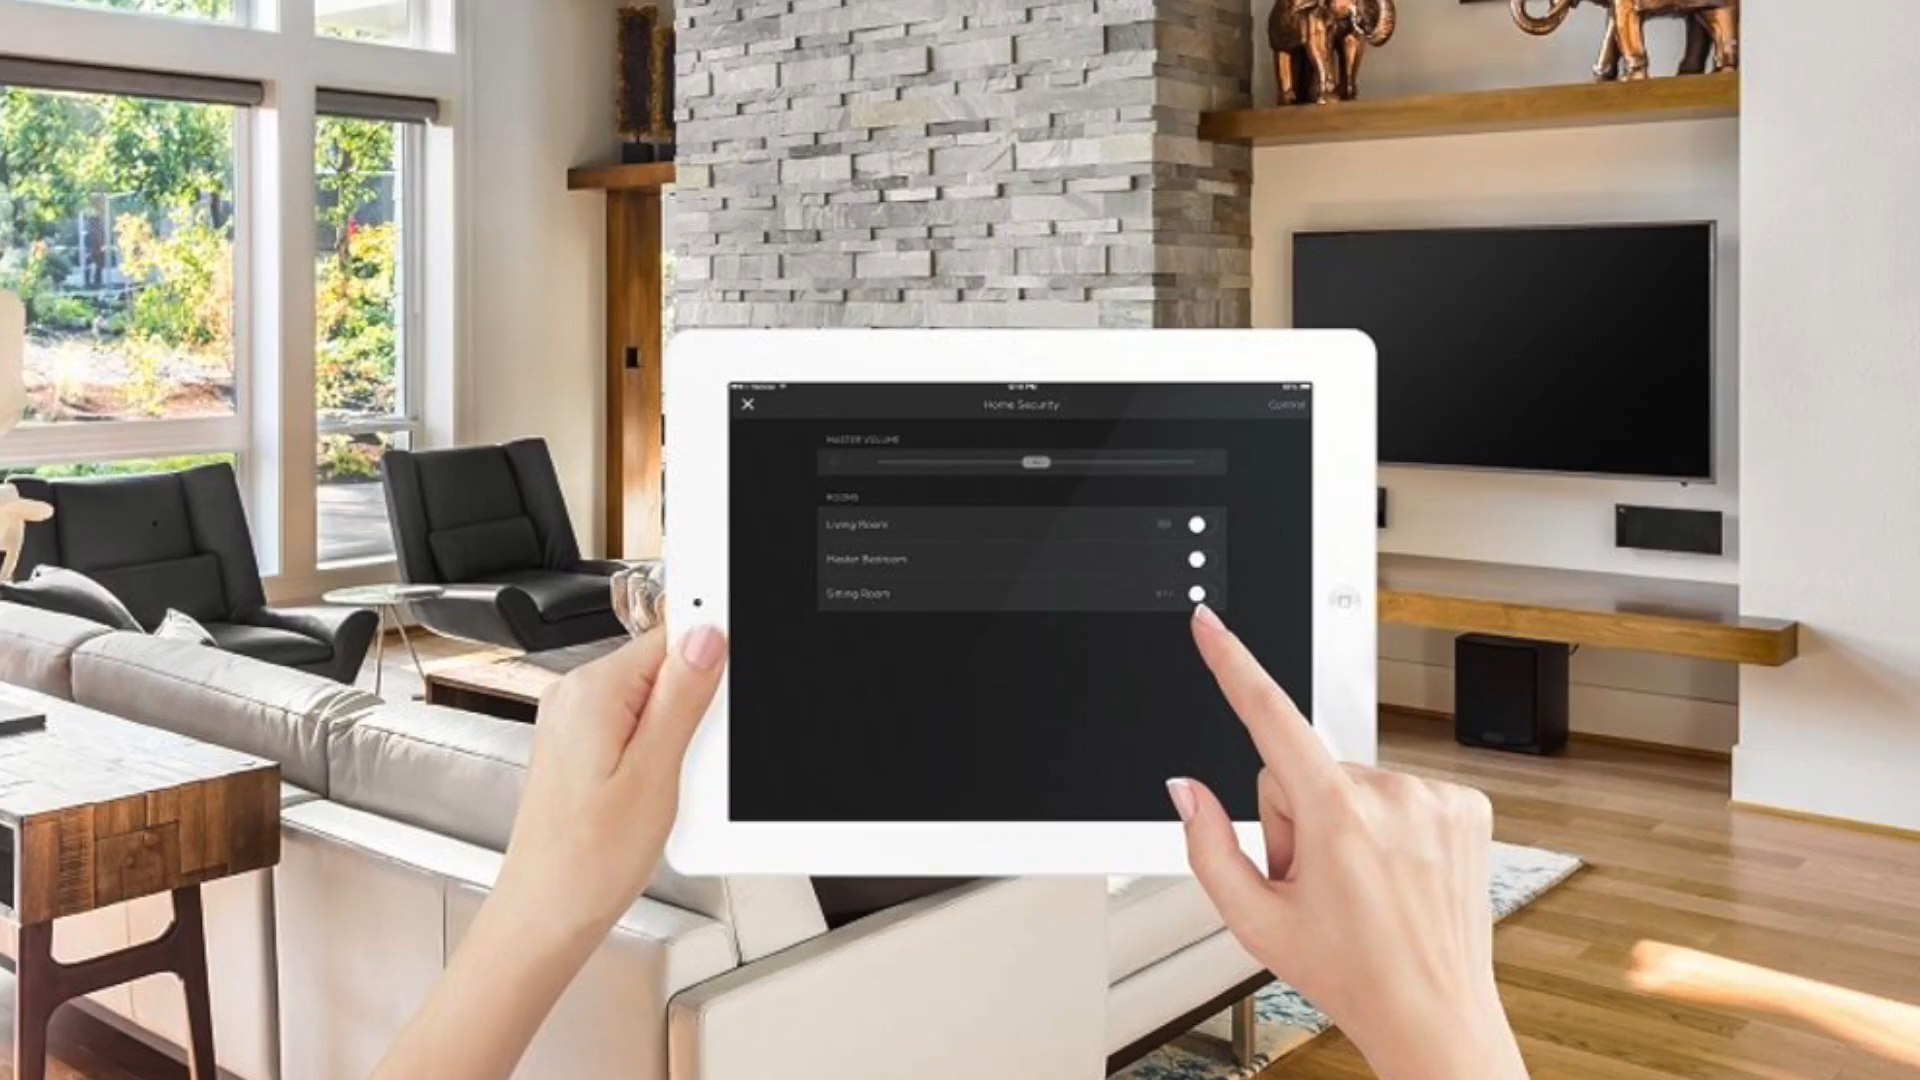 Home Security
Control
MASTER VOLUME
ROOMS
Living Room
Master Bedroom
Sitting Room